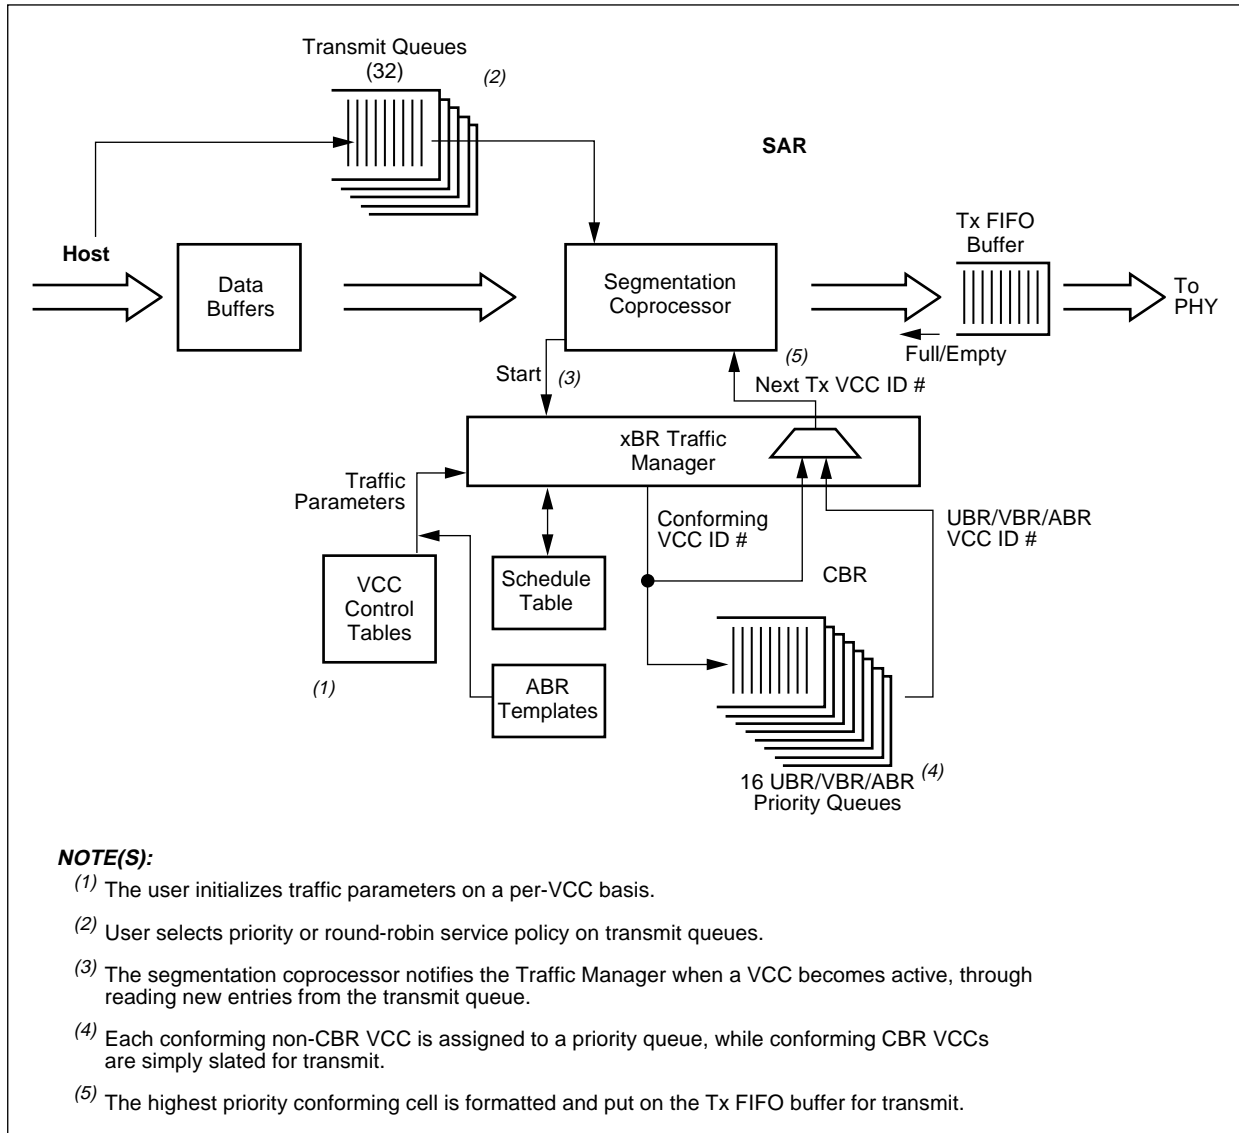 Transmit Queues
(32)
(2)
SAR
Tx FIFO
Buffer
Host
Data
Buffers
Segmentation
Coprocessor
To
PHY
Full/Empty
(5)
Start
(3)
Next Tx VCC ID #
xBR Traffic
Manager
Traffic
Parameters
Conforming
VCC ID #
UBR/VBR/ABR
VCC ID #
CBR
VCC
Control
Tables
Schedule
Table
(1)
ABR
Templates
16 UBR/VBR/ABR
Priority Queues
(4)
NOTE(S):
(1) The user initializes traffic parameters on a per-VCC basis.
(2) User selects priority or round-robin service policy on transmit queues.
(3) The segmentation coprocessor notifies the Traffic Manager when a VCC becomes active, through
reading new entries from the transmit queue.
(4) Each conforming non-CBR VCC is assigned to a priority queue, while conforming CBR VCCs
are simply slated for transmit.
(5) The highest priority conforming cell is formatted and put on the Tx FIFO buffer for transmit.